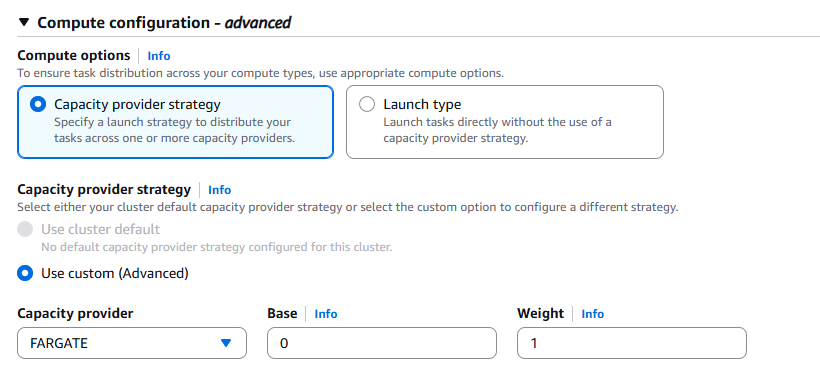 Compute configuration - advanced
Compute options Info
To ensure task distribution across your compute types, use appropriate compute options.
Capacity provider strategy
Specify a launch strategy to distribute your
tasks across one or more capacity providers.
Launch type
Launch tasks directly without the use of a
capacity provider strategy.
Capacity provider strategy Info
Select either your cluster default capacity provider strategy or select the custom option to configure a different strategy.
Use cluster default
No default capacity provider strategy configured for this cluster.
Use custom (Advanced)
Capacity provider Base Info Weight Info
FARGATE 0 1